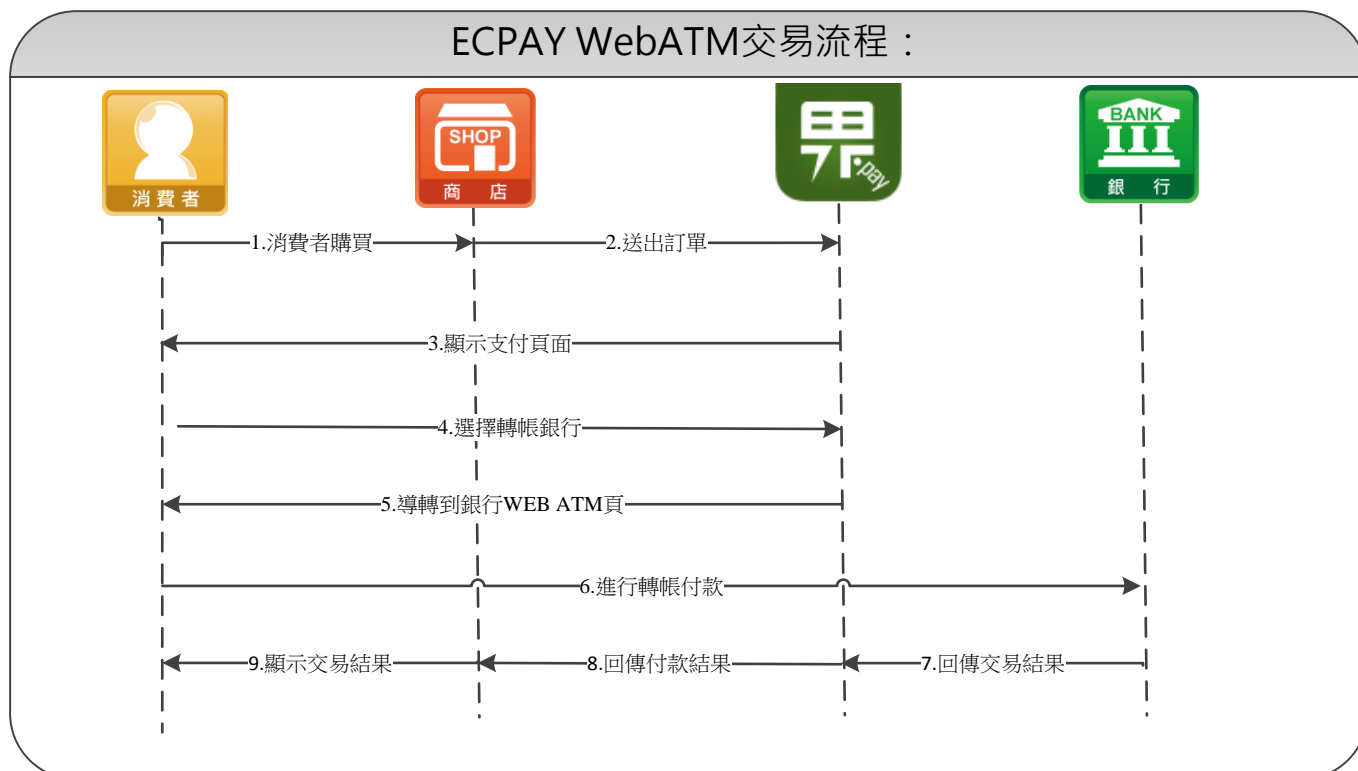 ECPAY WebATM交易流程：
消費者
SHOP
商 店
pay
BANK
銀 行
1.消費者購買
2.送出訂單
3.顯示支付頁面
4.選擇轉帳銀行
5.導轉到銀行WEB ATM頁
6.進行轉帳付款
9.顯示交易結果
8.回傳付款結果
7.回傳交易結果